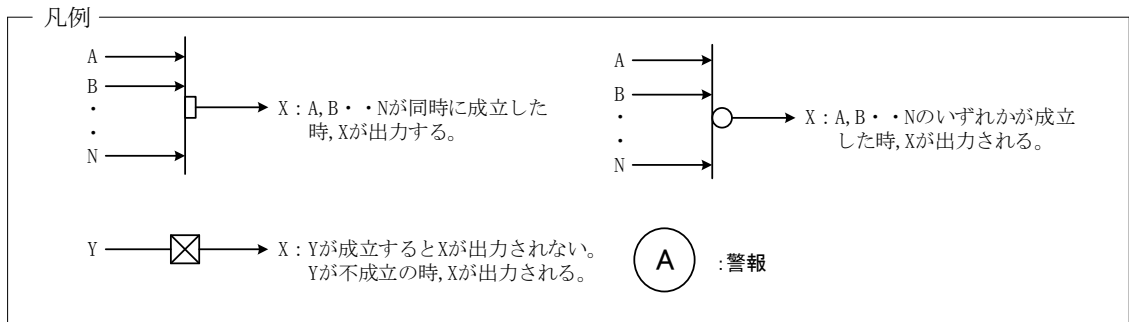 凡例
A
B
・
・
N
X：A,B・・Nが同時に成立した
時,Xが出力する。
A
B
・
・
N
X：A,B・・Nのいずれかが成立
した時,Xが出力される。
Y
X：Yが成立するとXが出力されない。
Yが不成立の時,Xが出力される。
A
:警報